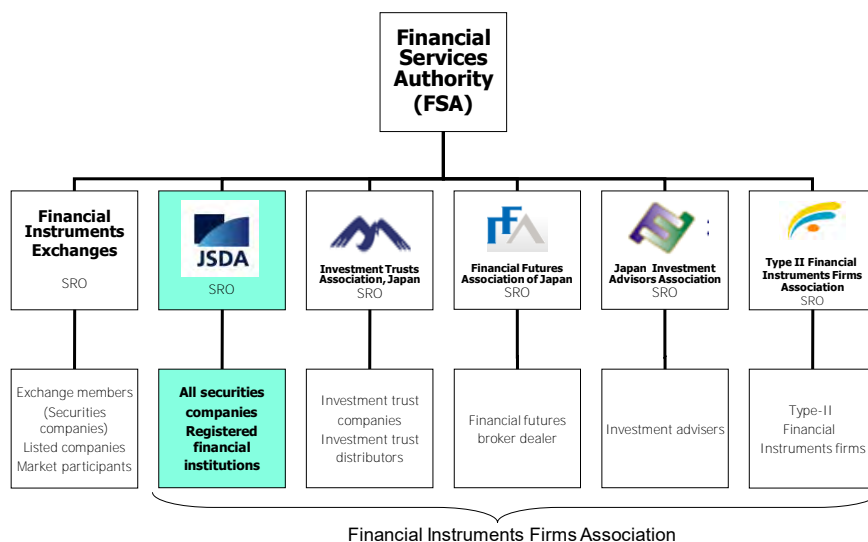 Financial
Services
Authority
(FSA)
Financial
Instruments
Exchanges
SRO
JSDA
SRO
Investment Trusts
Association, Japan
SRO
FFA
Financial Futures
Association of Japan
SRO
Japan Investment
Advisors Association
SRO
Type II Financial
Instruments Firms
Association
SRO
Exchange members
(Securities
companies)
Listed companies
Market participants
All securities
companies
Registered
financial
institutions
Investment trust
companies
Investment trust
distributors
Financial futures
broker dealer
Investment advisers
Type-II
Financial
Instruments firms
Financial Instruments Firms Association